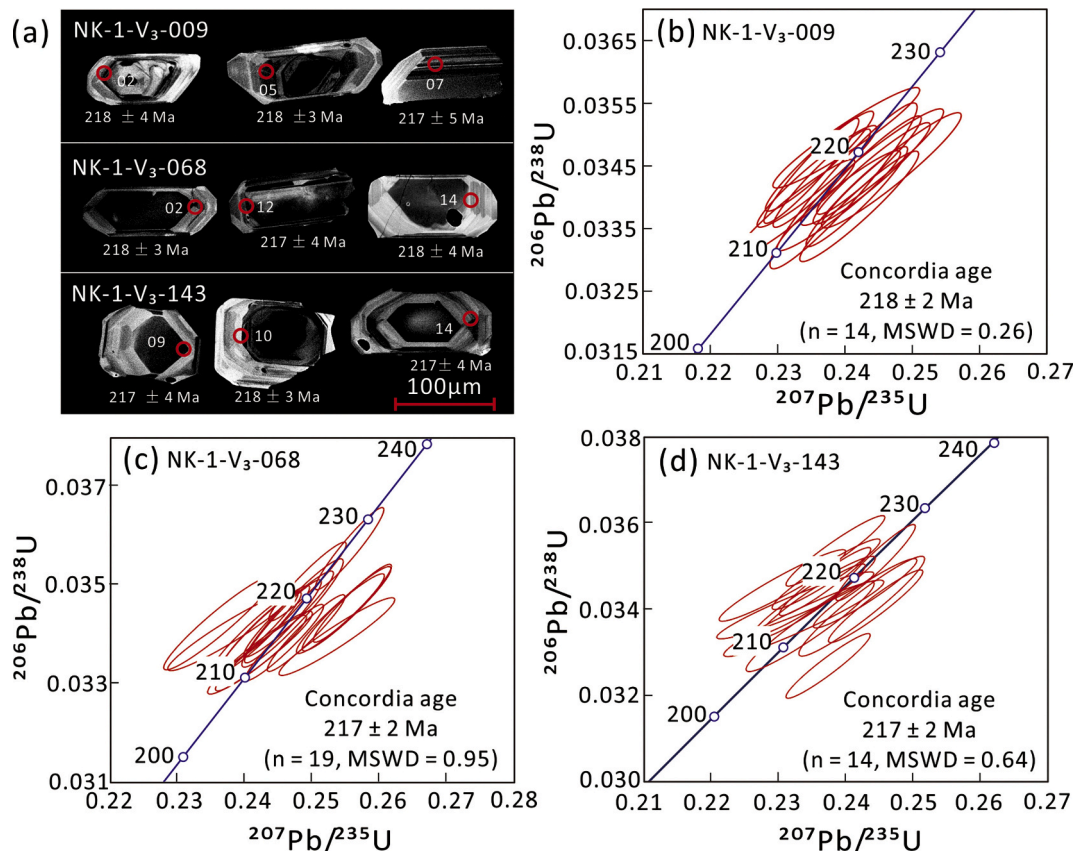 (a)
NK-1-V₃-009
02
05
07
218 ± 4 Ma
218 ±3 Ma
217 ± 5 Ma
NK-1-V₃-068
02
12
14
218 ± 3 Ma
217 ± 4 Ma
218 ± 4 Ma
NK-1-V₃-143
09
10
14
217 ± 4 Ma
218 ± 3 Ma
217 ± 4 Ma
100μm
(b) NK-1-V₃-009
²⁰⁶Pb/²³⁸U
0.0365
0.0355
0.0345
0.0335
0.0325
0.0315
230
220
210
200
Concordia age
218 ± 2 Ma
(n = 14, MSWD = 0.26)
0.21 0.22 0.23 0.24 0.25 0.26 0.27
²⁰⁷Pb/²³⁵U
(c) NK-1-V₃-068
²⁰⁶Pb/²³⁸U
0.037
0.035
0.033
0.031
240
230
220
210
200
Concordia age
217 ± 2 Ma
(n = 19, MSWD = 0.95)
0.22 0.23 0.24 0.25 0.26 0.27 0.28
²⁰⁷Pb/²³⁵U
(d) NK-1-V₃-143
²⁰⁶Pb/²³⁸U
0.038
0.036
0.034
0.032
0.030
240
230
220
210
200
Concordia age
217 ± 2 Ma
(n = 14, MSWD = 0.64)
0.21 0.22 0.23 0.24 0.25 0.26 0.27
²⁰⁷Pb/²³⁵U